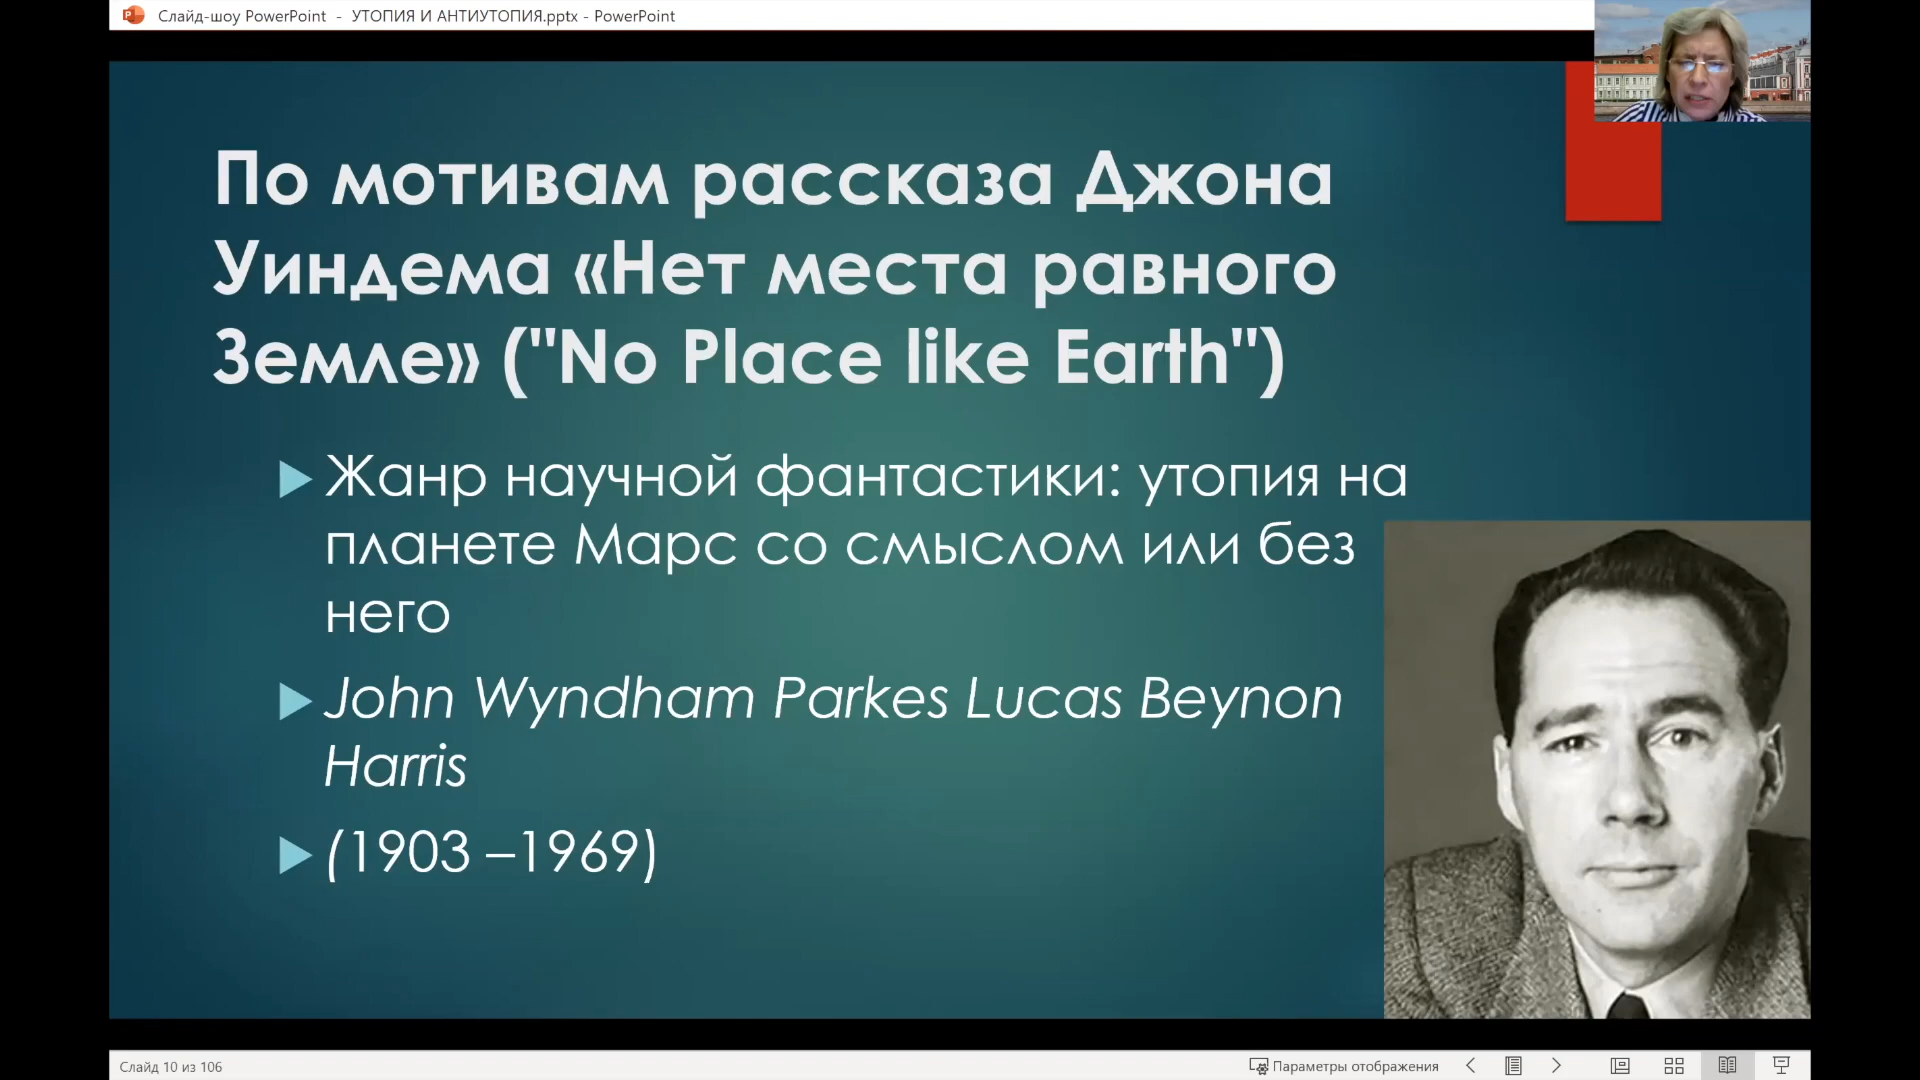 Слайд-шоу PowerPoint - УТОПИЯ И АНТИУТОПИЯ.pptx - PowerPoint
По мотивам рассказа Джона
Уиндема «Нет места равного
Земле» ("No Place like Earth")
Жанр научной фантастики: утопия на
планете Марс со смыслом или без
него
John Wyndham Parkes Lucas Beynon
Harris
(1903 –1969)
Слайд 10 из 106
Параметры отображения